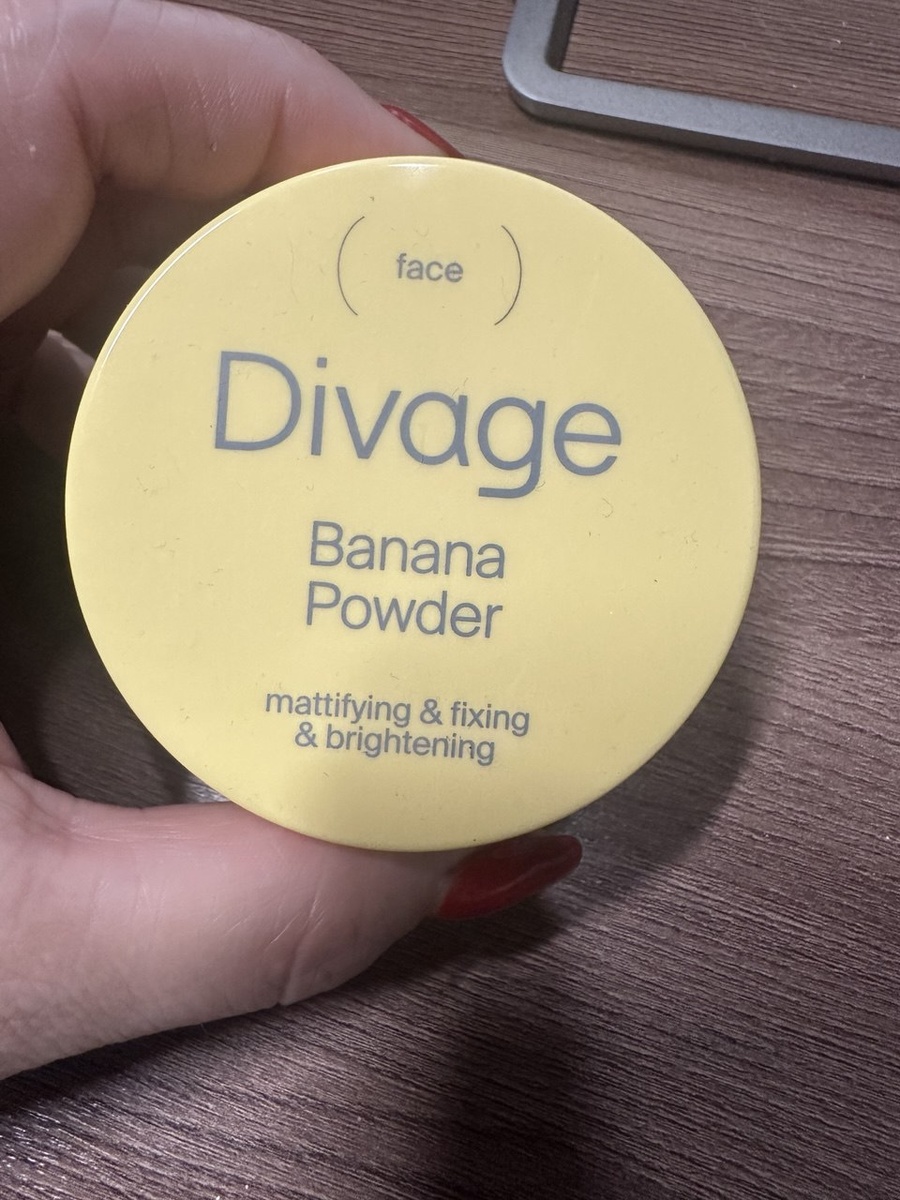 face
Divage
Banana
Powder
mattifying & fixing
& brightening